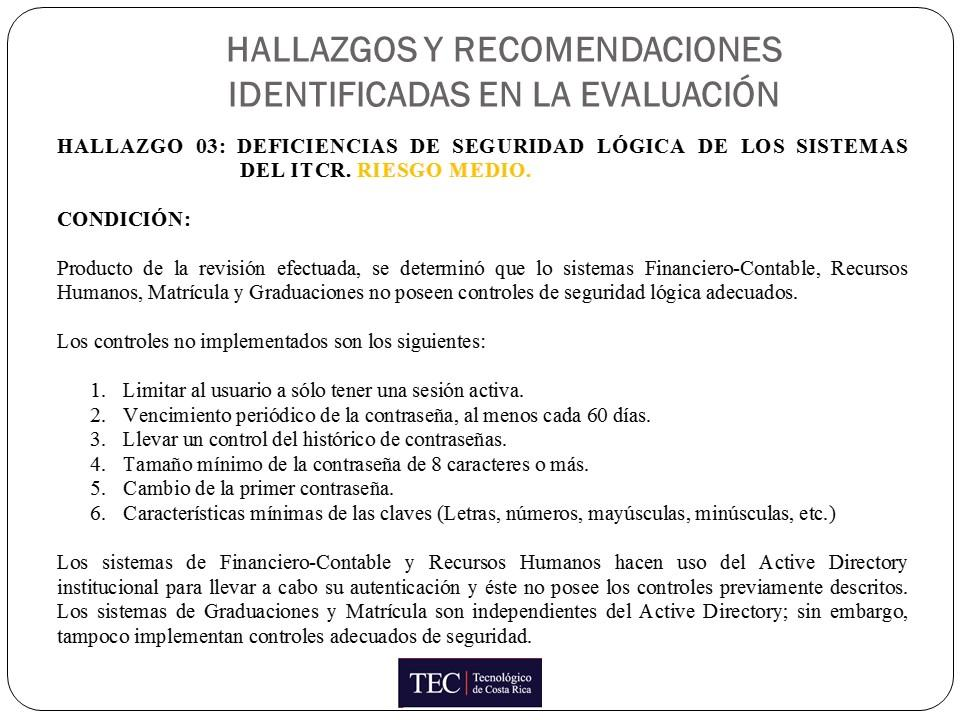 HALLAZGOS Y RECOMENDACIONES
IDENTIFICADAS EN LA EVALUACIÓN
HALLAZGO 03: DEFICIENCIAS DE SEGURIDAD LÓGICA DE LOS SISTEMAS
DEL ITCR. RIESGO MEDIO.
CONDICIÓN:
Producto de la revisión efectuada, se determinó que lo sistemas Financiero-Contable, Recursos
Humanos, Matrícula y Graduaciones no poseen controles de seguridad lógica adecuados.
Los controles no implementados son los siguientes:
1. Limitar al usuario a sólo tener una sesión activa.
2. Vencimiento periódico de la contraseña, al menos cada 60 días.
3. Llevar un control del histórico de contraseñas.
4. Tamaño mínimo de la contraseña de 8 caracteres o más.
5. Cambio de la primer contraseña.
6. Características mínimas de las claves (Letras, números, mayúsculas, minúsculas, etc.)
Los sistemas de Financiero-Contable y Recursos Humanos hacen uso del Active Directory
institucional para llevar a cabo su autenticación y éste no posee los controles previamente descritos.
Los sistemas de Graduaciones y Matrícula son independientes del Active Directory; sin embargo,
tampoco implementan controles adecuados de seguridad.
TEC | Tecnológico
de Costa Rica